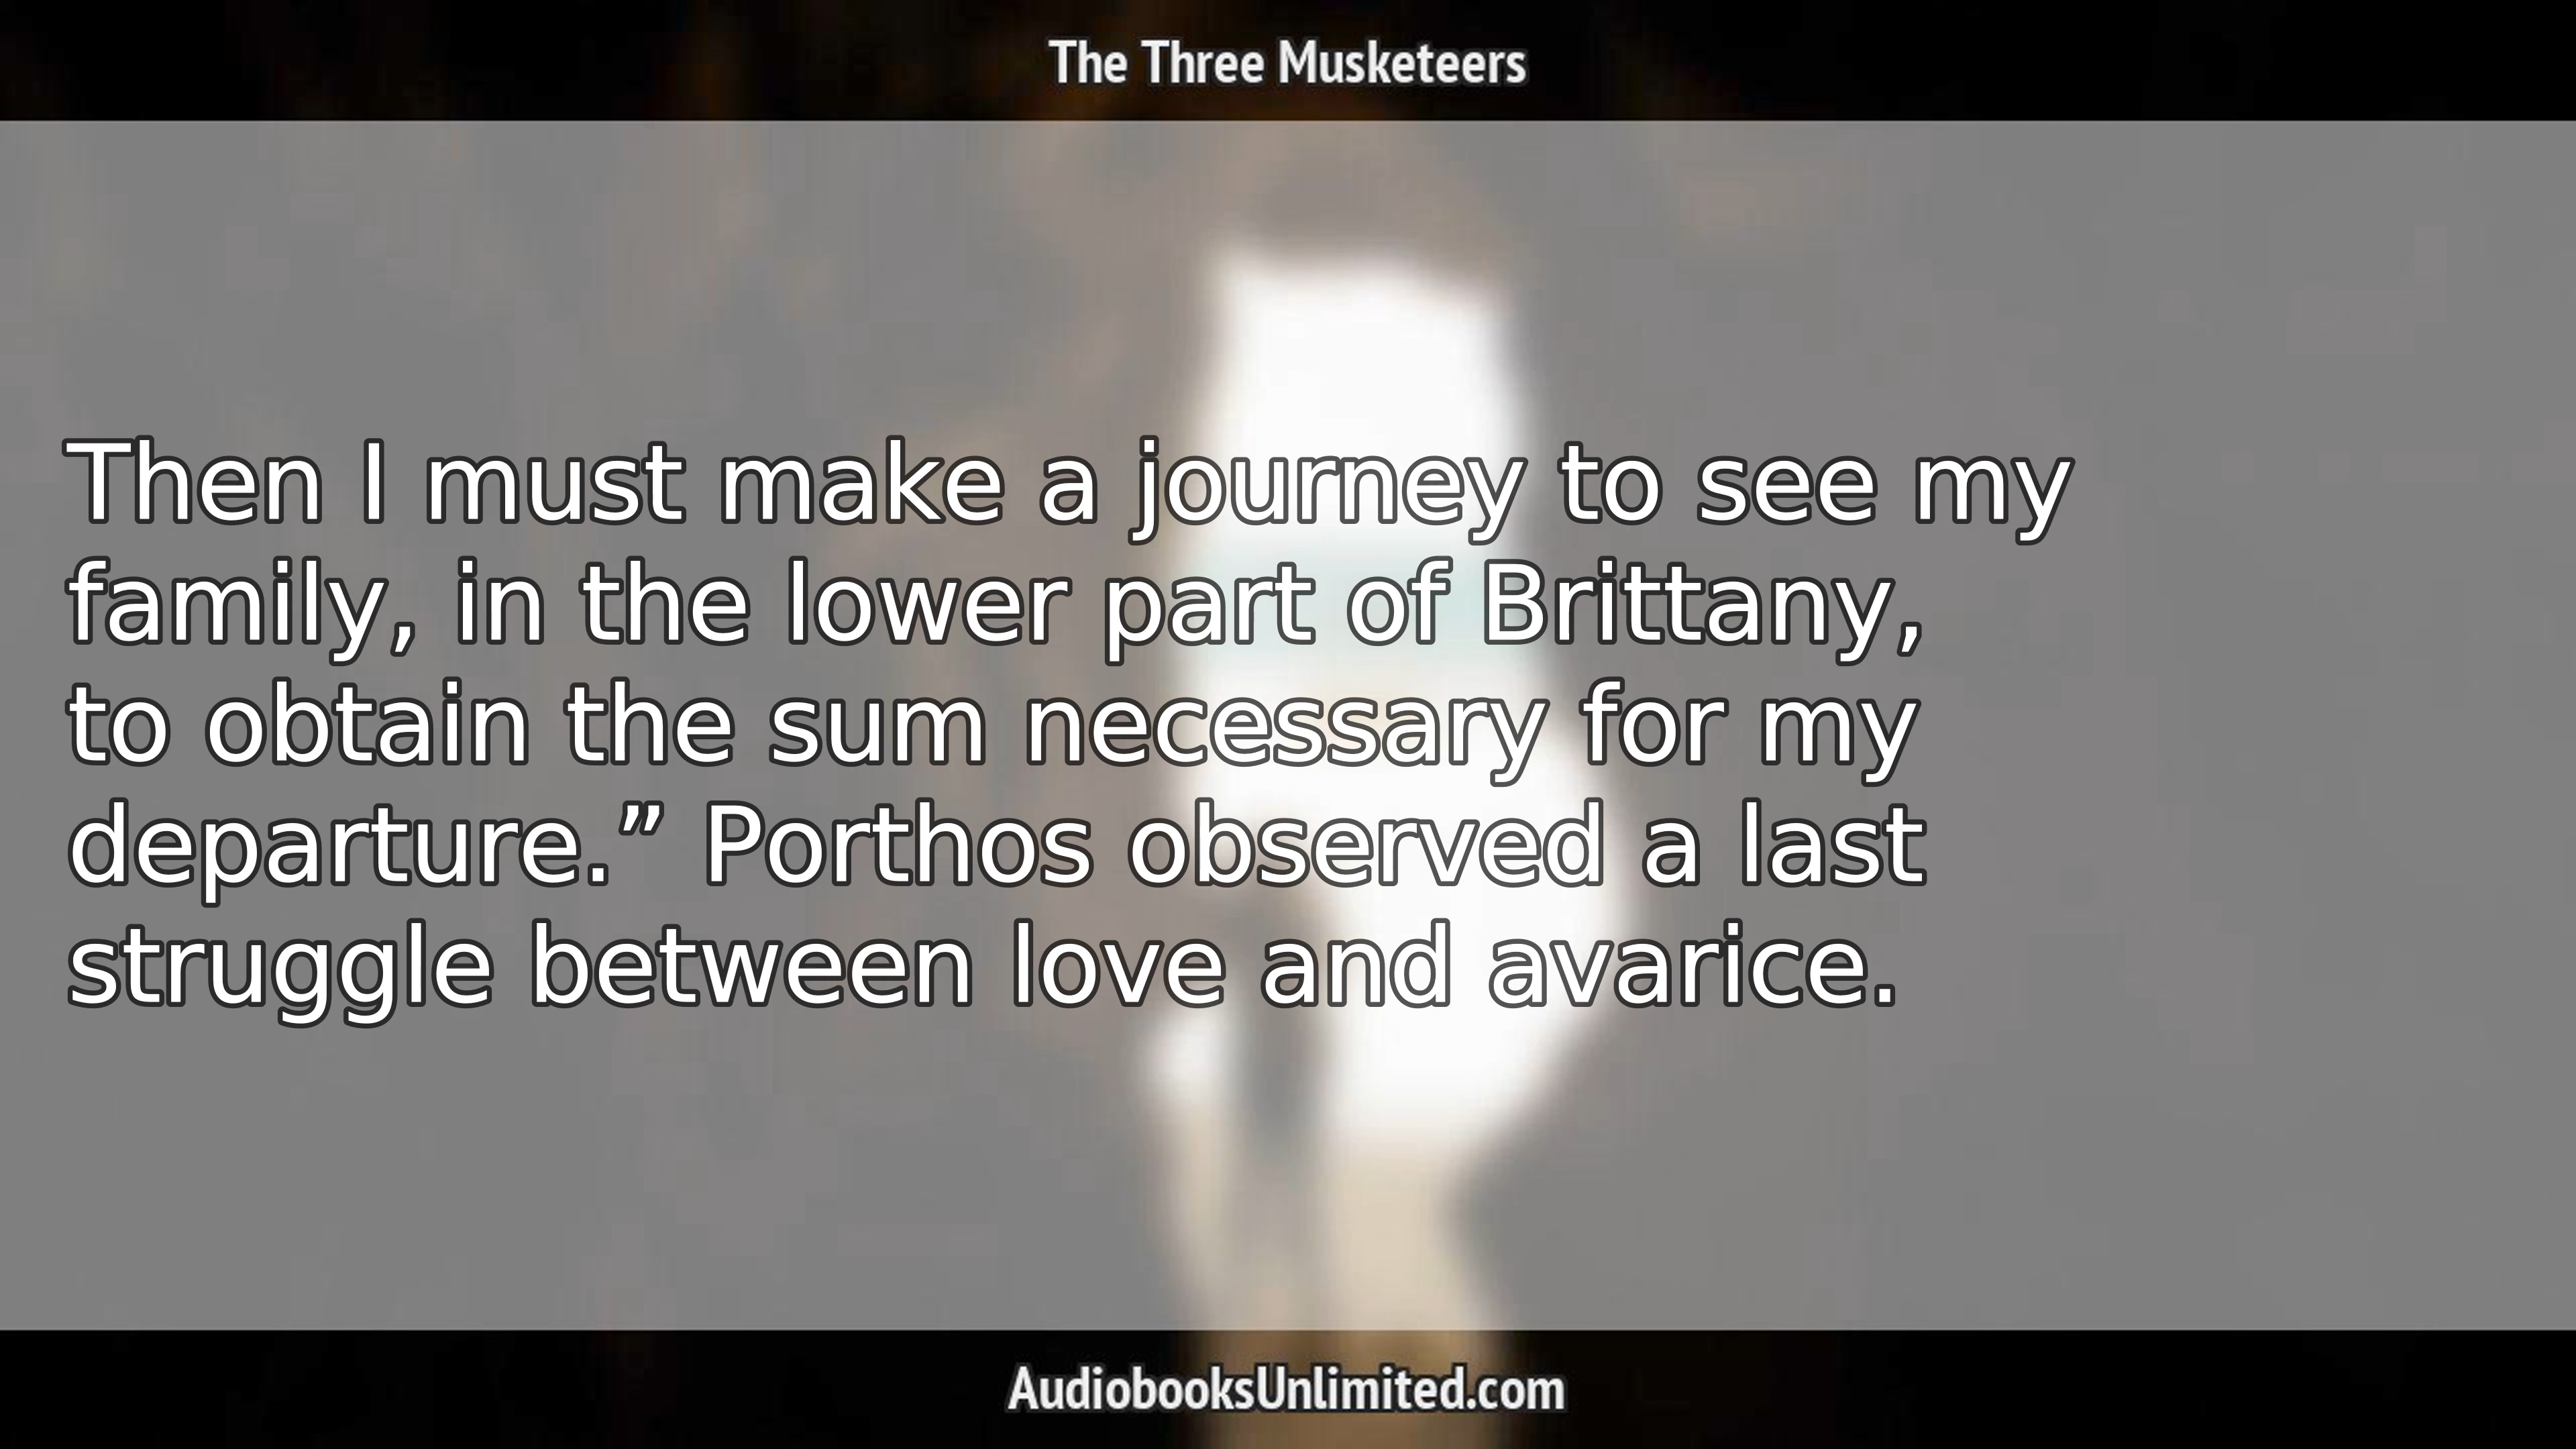 The Three Musketeers
Then I must make a journey to see my
family, in the lower part of Brittany,
to obtain the sum necessary for my
departure.” Porthos observed a last
struggle between love and avarice.
AudiobooksUnlimited.com